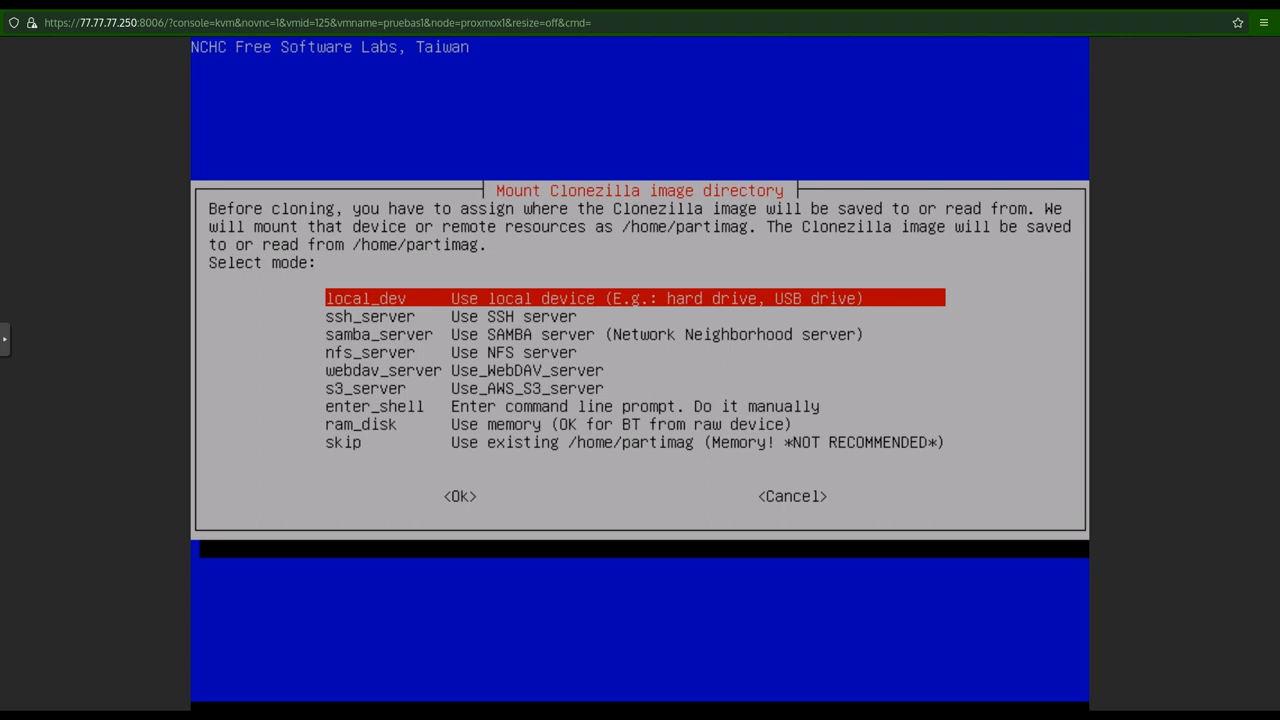 https://77.77.77.250:8006/?console=kvm&novnc=1&vmid=125&vmname=pruebas1&node=proxmox1&resize=off&cmd=
NCHC Free Software Labs, Taiwan
Mount Clonezilla image directory
Before cloning, you have to assign where the Clonezilla image will be saved to or read from. We
will mount that device or remote resources as /home/partimag. The Clonezilla image will be saved
to or read from /home/partimag.
Select mode:
local_dev Use local device (E.g.: hard drive, USB drive)
ssh_server Use SSH server
samba_server Use SAMBA server (Network Neighborhood server)
nfs_server Use NFS server
webdav_server Use_WebDAV_server
s3_server Use_AWS_S3_server
enter_shell Enter command line prompt. Do it manually
ram_disk Use memory (OK for BT from raw device)
skip Use existing /home/partimag (Memory! *NOT RECOMMENDED*)
<Ok> <Cancel>